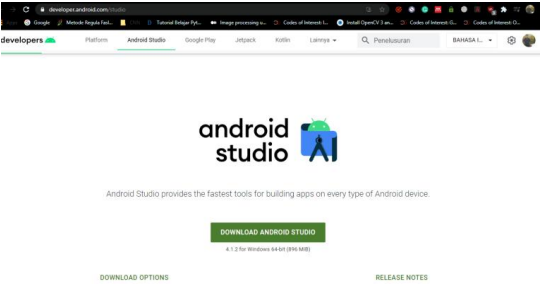 developer.android.com/studio
Google
Metode Regula Fasi...
Tutorial Belajar Pyt...
Image processing u...
Codes of Interest: I...
Install OpenCV 3 an...
Codes of Interest G...
Codes of Interest: O...
developers
Platform
Android Studio
Google Play
Jetpack
Kotlin
Lainnya
Penelusuran
BAHASA I...
android
studio
Android Studio provides the fastest tools for building apps on every type of Android device.
DOWNLOAD ANDROID STUDIO
4.1.2 for Windows 64-bit (896 MiB)
DOWNLOAD OPTIONS
RELEASE NOTES